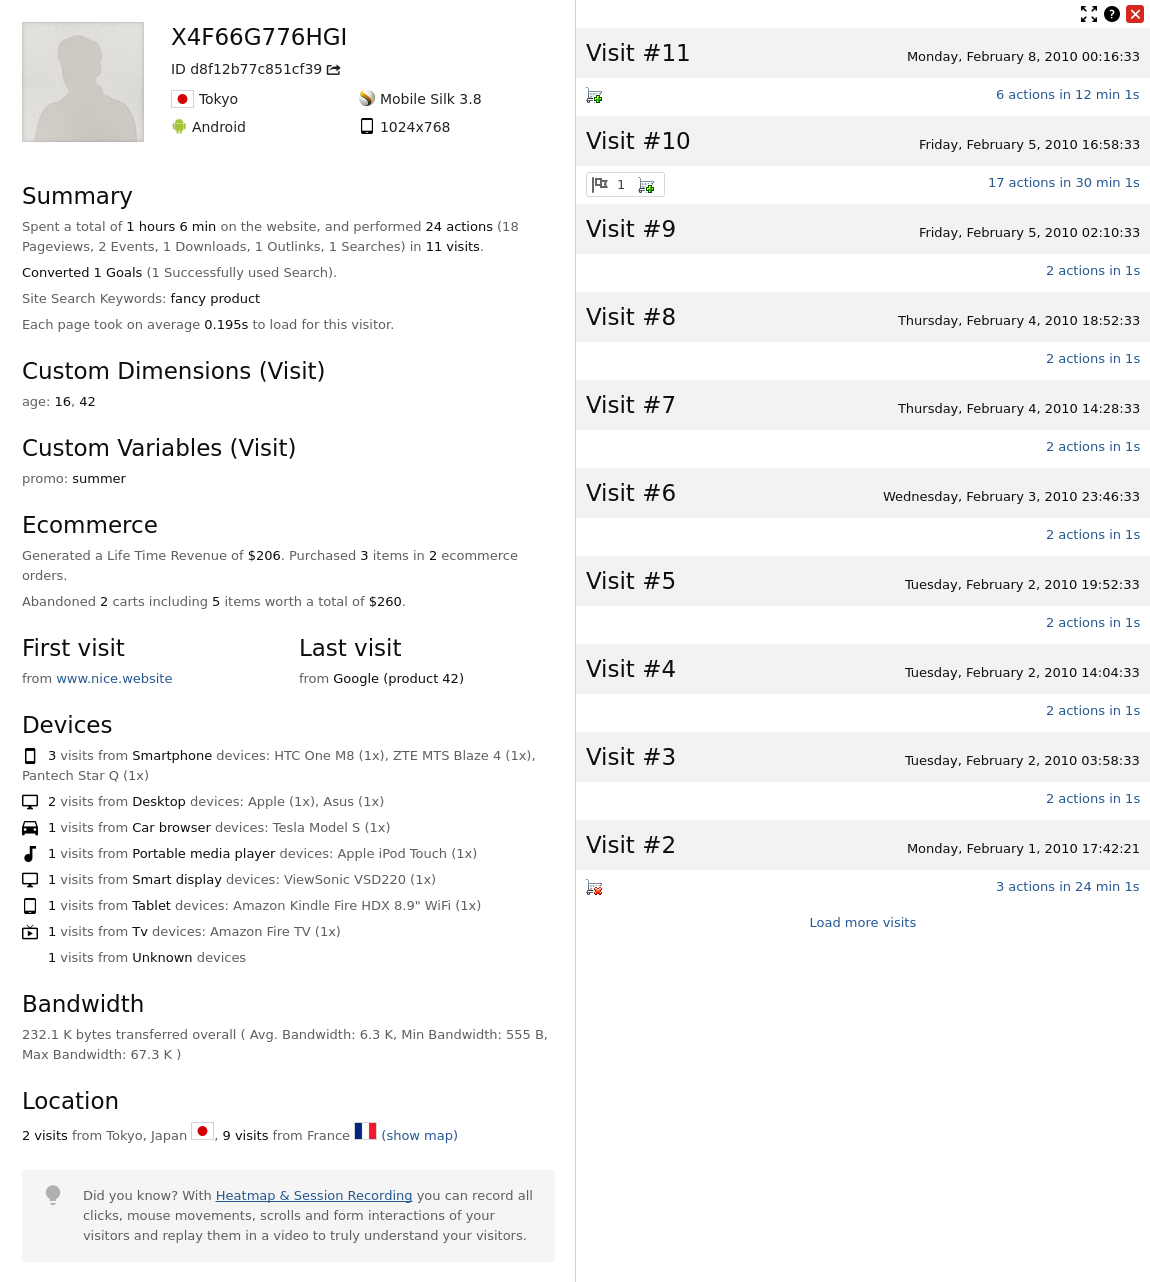 X4F66G776HGI
ID d8f12b77c851cf39
Tokyo
Mobile Silk 3.8
Android
1024x768
Summary
Spent a total of 1 hours 6 min on the website, and performed 24 actions (18
Pageviews, 2 Events, 1 Downloads, 1 Outlinks, 1 Searches) in 11 visits.
Converted 1 Goals (1 Successfully used Search).
Site Search Keywords: fancy product
Each page took on average 0.195s to load for this visitor.
Custom Dimensions (Visit)
age: 16, 42
Custom Variables (Visit)
promo: summer
Ecommerce
Generated a Life Time Revenue of $206. Purchased 3 items in 2 ecommerce
orders.
Abandoned 2 carts including 5 items worth a total of $260.
First visit
from www.nice.website
Last visit
from Google (product 42)
Devices
3 visits from Smartphone devices: HTC One M8 (1x), ZTE MTS Blaze 4 (1x),
Pantech Star Q (1x)
2 visits from Desktop devices: Apple (1x), Asus (1x)
1 visits from Car browser devices: Tesla Model S (1x)
1 visits from Portable media player devices: Apple iPod Touch (1x)
1 visits from Smart display devices: ViewSonic VSD220 (1x)
1 visits from Tablet devices: Amazon Kindle Fire HDX 8.9" WiFi (1x)
1 visits from Tv devices: Amazon Fire TV (1x)
1 visits from Unknown devices
Bandwidth
232.1 K bytes transferred overall ( Avg. Bandwidth: 6.3 K, Min Bandwidth: 555 B,
Max Bandwidth: 67.3 K )
Location
2 visits from Tokyo, Japan , 9 visits from France (show map)
Did you know? With Heatmap & Session Recording you can record all
clicks, mouse movements, scrolls and form interactions of your
visitors and replay them in a video to truly understand your visitors.
?
Visit #11
Monday, February 8, 2010 00:16:33
6 actions in 12 min 1s
Visit #10
Friday, February 5, 2010 16:58:33
1
17 actions in 30 min 1s
Visit #9
Friday, February 5, 2010 02:10:33
2 actions in 1s
Visit #8
Thursday, February 4, 2010 18:52:33
2 actions in 1s
Visit #7
Thursday, February 4, 2010 14:28:33
2 actions in 1s
Visit #6
Wednesday, February 3, 2010 23:46:33
2 actions in 1s
Visit #5
Tuesday, February 2, 2010 19:52:33
2 actions in 1s
Visit #4
Tuesday, February 2, 2010 14:04:33
2 actions in 1s
Visit #3
Tuesday, February 2, 2010 03:58:33
2 actions in 1s
Visit #2
Monday, February 1, 2010 17:42:21
3 actions in 24 min 1s
Load more visits